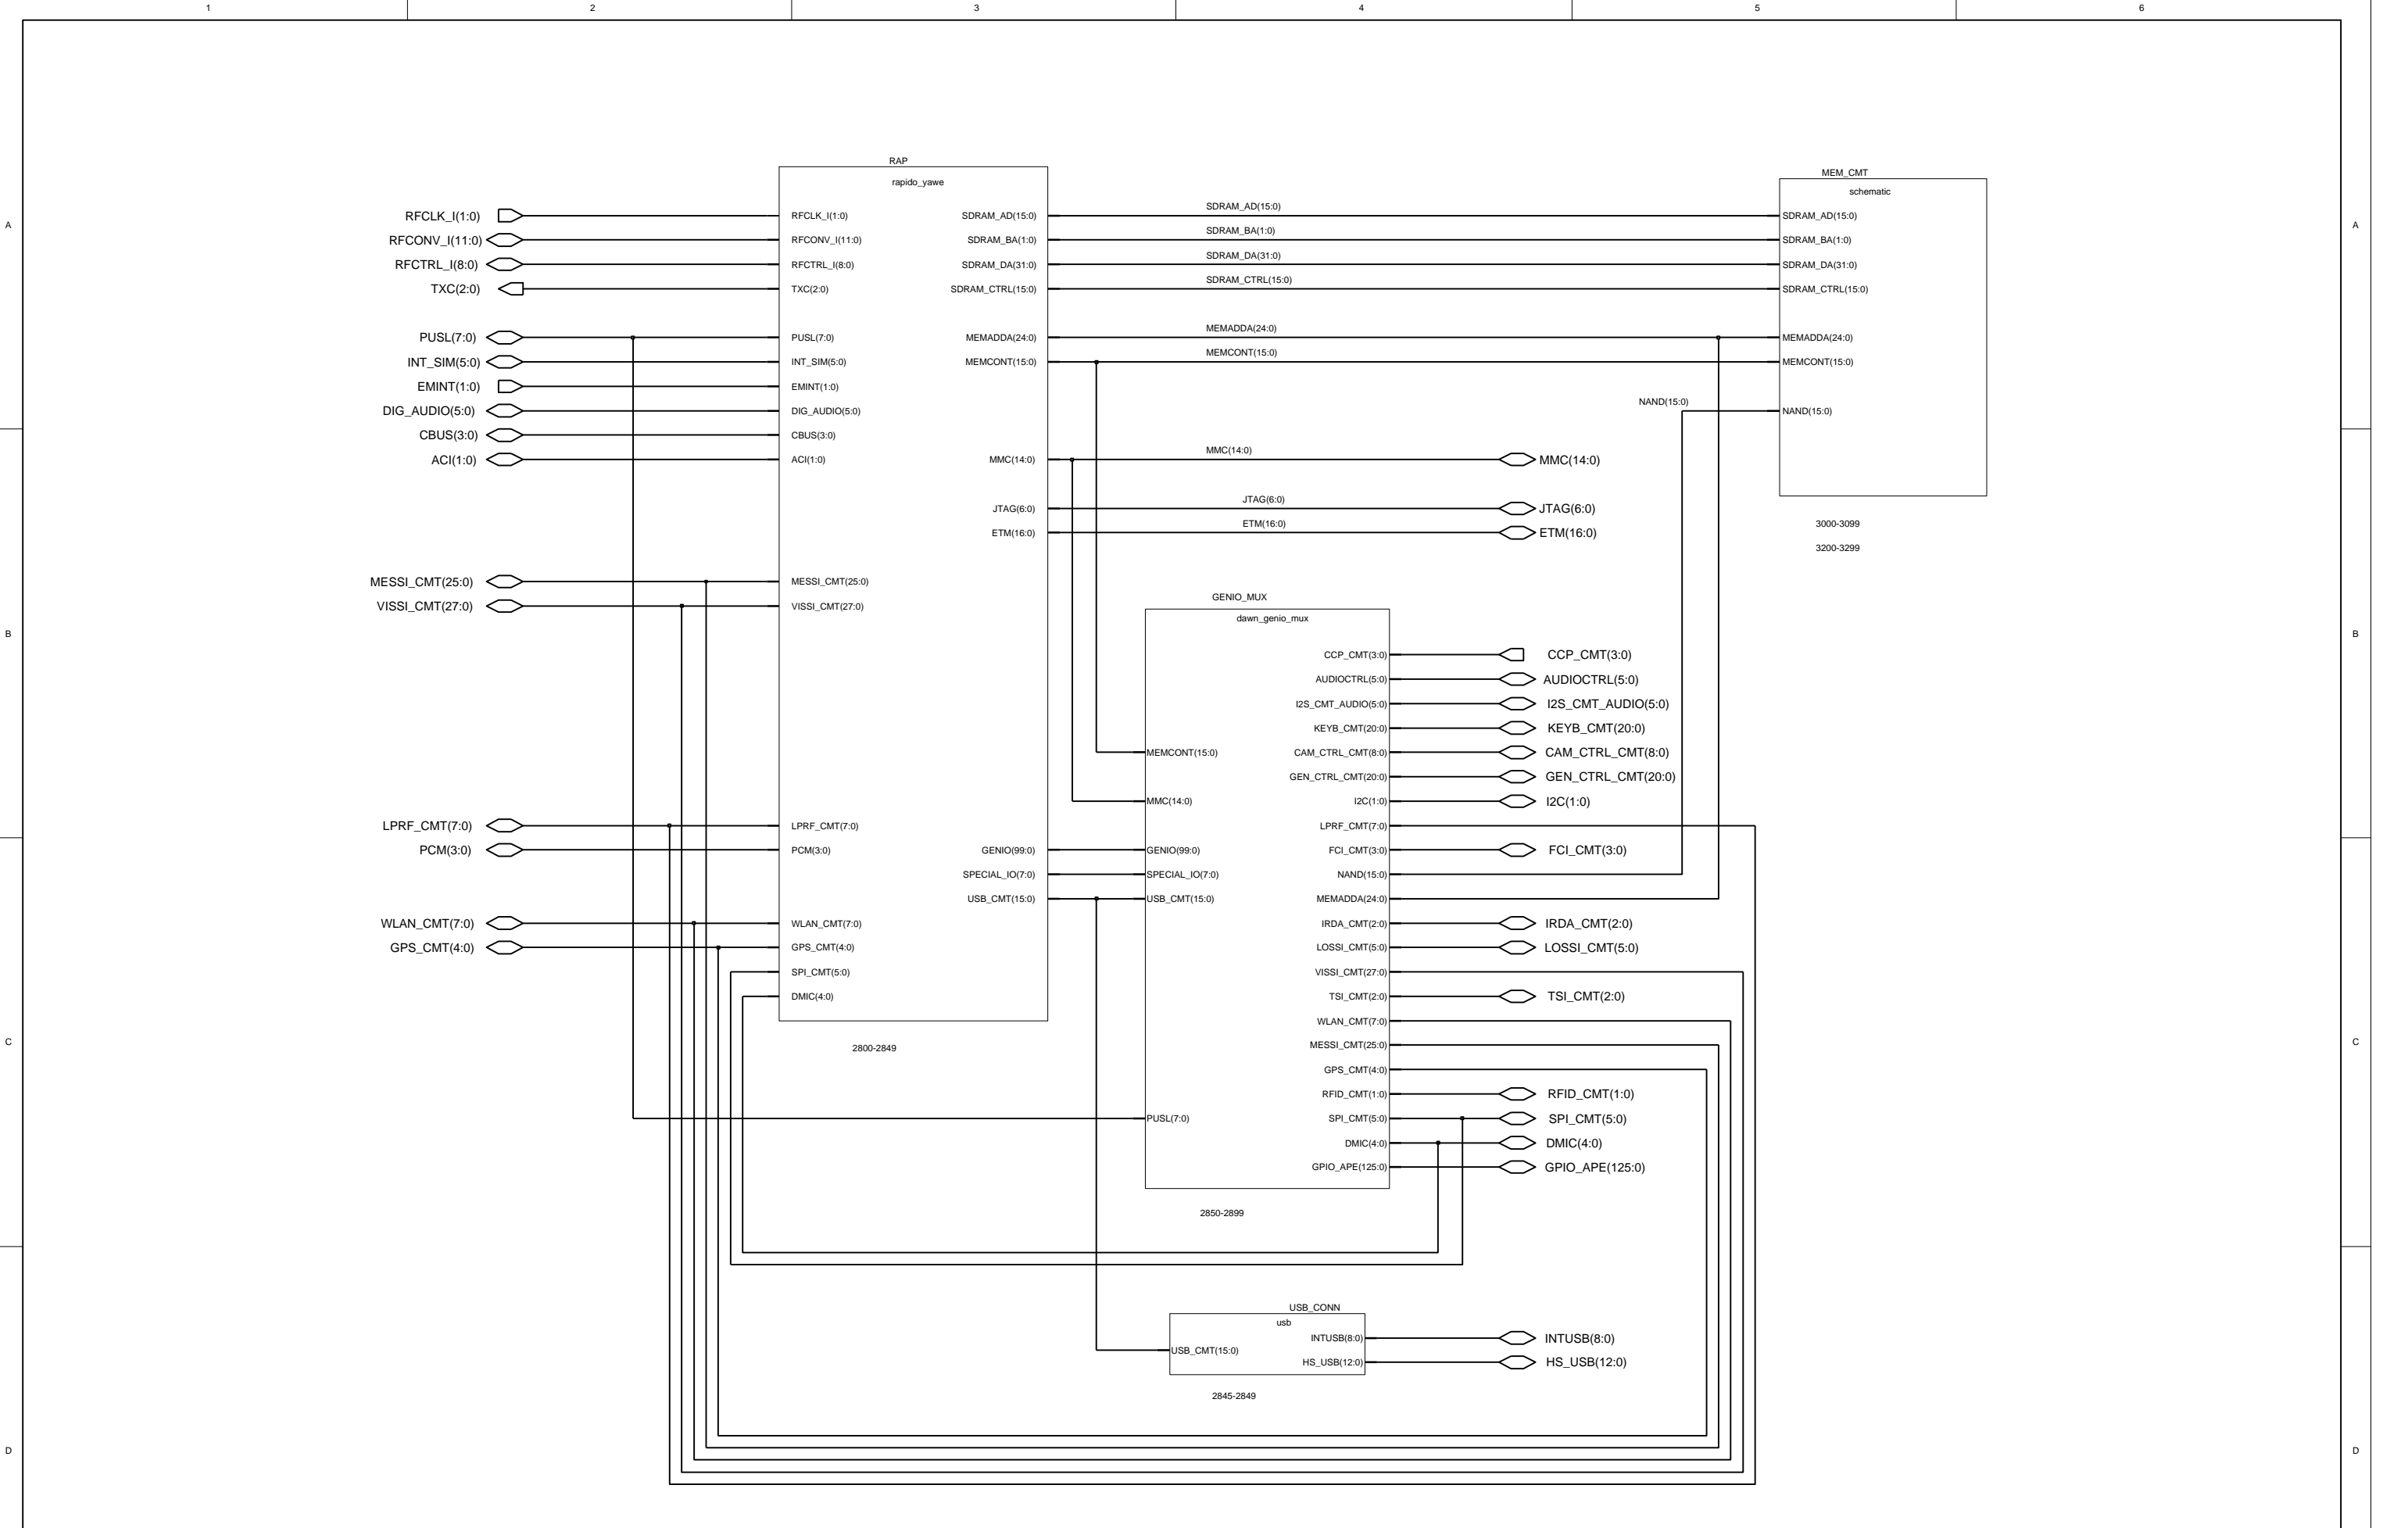 1 2 3 4 5 6
RAP
rapido_yawe
MEM_CMT
schematic
A A
RFCLK_I(1:0) RFCLK_I(1:0) SDRAM_AD(15:0) SDRAM_AD(15:0) SDRAM_AD(15:0)
RFCONV_I(11:0) RFCONV_I(11:0) SDRAM_BA(1:0) SDRAM_BA(1:0) SDRAM_BA(1:0)
RFCTRL_I(8:0) RFCTRL_I(8:0) SDRAM_DA(31:0) SDRAM_DA(31:0) SDRAM_DA(31:0)
TXC(2:0) TXC(2:0) SDRAM_CTRL(15:0) SDRAM_CTRL(15:0) SDRAM_CTRL(15:0)
PUSL(7:0) PUSL(7:0) MEMADDA(24:0) MEMADDA(24:0) MEMADDA(24:0)
INT_SIM(5:0) INT_SIM(5:0) MEMCONT(15:0) MEMCONT(15:0) MEMCONT(15:0)
EMINT(1:0) EMINT(1:0)
DIG_AUDIO(5:0) DIG_AUDIO(5:0) NAND(15:0) NAND(15:0)
CBUS(3:0) CBUS(3:0)
ACI(1:0) ACI(1:0) MMC(14:0) MMC(14:0) MMC(14:0)
JTAG(6:0) JTAG(6:0) JTAG(6:0)
ETM(16:0) ETM(16:0) ETM(16:0)
3000-3099
3200-3299
MESSI_CMT(25:0) MESSI_CMT(25:0)
VISSI_CMT(27:0) VISSI_CMT(27:0)
GENIO_MUX
dawn_genio_mux
B B
CCP_CMT(3:0) CCP_CMT(3:0)
AUDIOCTRL(5:0) AUDIOCTRL(5:0)
I2S_CMT_AUDIO(5:0) I2S_CMT_AUDIO(5:0)
KEYB_CMT(20:0) KEYB_CMT(20:0)
MEMCONT(15:0) CAM_CTRL_CMT(8:0) CAM_CTRL_CMT(8:0)
GEN_CTRL_CMT(20:0) GEN_CTRL_CMT(20:0)
MMC(14:0) I2C(1:0) I2C(1:0)
LPRF_CMT(7:0) LPRF_CMT(7:0) LPRF_CMT(7:0)
PCM(3:0) PCM(3:0) GENIO(99:0) GENIO(99:0) FCI_CMT(3:0) FCI_CMT(3:0)
SPECIAL_IO(7:0) SPECIAL_IO(7:0) NAND(15:0)
USB_CMT(15:0) USB_CMT(15:0) MEMADDA(24:0)
WLAN_CMT(7:0) WLAN_CMT(7:0) IRDA_CMT(2:0) IRDA_CMT(2:0)
GPS_CMT(4:0) GPS_CMT(4:0) LOSSI_CMT(5:0) LOSSI_CMT(5:0)
SPI_CMT(5:0) VISSI_CMT(27:0)
DMIC(4:0) TSI_CMT(2:0) TSI_CMT(2:0)
WLAN_CMT(7:0)
C C
2800-2849 MESSI_CMT(25:0)
GPS_CMT(4:0)
RFID_CMT(1:0) RFID_CMT(1:0)
PUSL(7:0) SPI_CMT(5:0) SPI_CMT(5:0)
DMIC(4:0) DMIC(4:0)
GPIO_APE(125:0) GPIO_APE(125:0)
2850-2899
USB_CONN
usb
INTUSB(8:0) INTUSB(8:0)
USB_CMT(15:0)
HS_USB(12:0) HS_USB(12:0)
2845-2849
D D